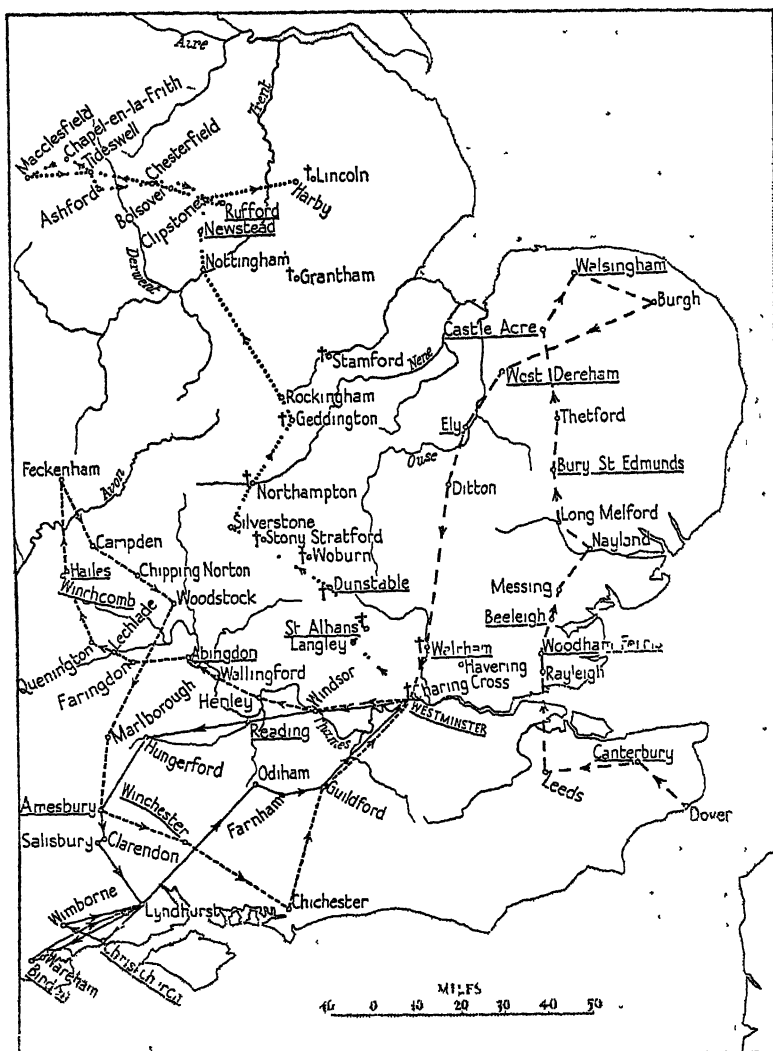 Aire
Trent
Macclesfield
Chapel-en-la-Frith
Tideswell
Chesterfield
Ashford
Bolsover
Clipstone
Lincoln
Harby
Rufford
Newstead
Derwent
Nottingham
Grantham
Walsingham
Burgh
Castle Acre
Stamford
Nene
West Dereham
Rockingham
Geddington
Thetford
Ely
Ouse
Bury St Edmunds
Feckenham
Avon
Northampton
Ditton
Silverstone
Stony Stratford
Long Melford
Campden
Woburn
Nayland
Hailes
Chipping Norton
Dunstable
Messing
Winchcomb
Woodstock
Lechlade
Beeleigh
St Albans
Langley
Walrham
Woodham
Quenington
Abingdon
Havering
Faringdon
Wallingford
Charing Cross
Rayleigh
Henley
Windsor
Thames
WESTMINSTER
Marlborough
Reading
Hungerford
Canterbury
Odiham
Leeds
Amesbury
Winchester
Farnham
Guildford
Dover
Salisbury
Clarendon
Wimborne
Lyndhurst
Chichester
Wareham
MILES
10 0 10 20 30 40 50